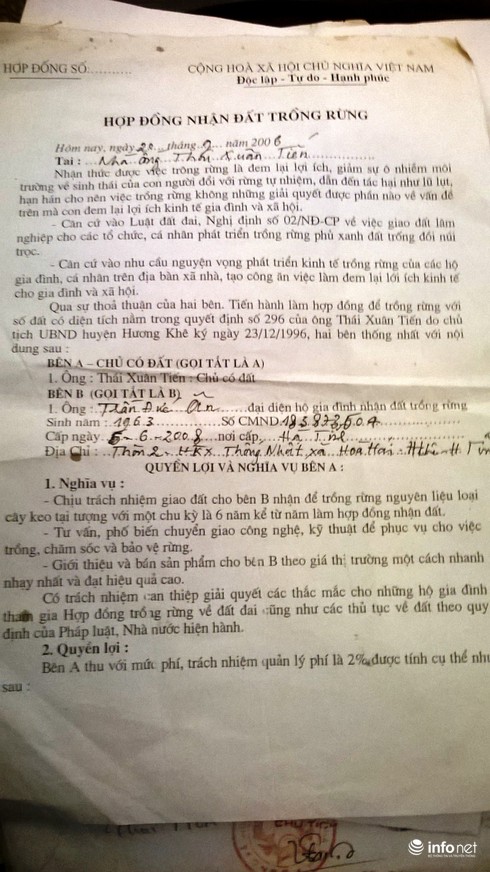 HỢP ĐỒNG SỐ:...........
CỘNG HOÀ XÃ HỘI CHỦ NGHĨA VIỆT NAM
Độc lập - Tự do - Hạnh phúc
HỢP ĐỒNG NHẬN ĐẤT TRỒNG RỪNG
Hôm nay, ngày 20 tháng 9 năm 2006
Tại : Nhà ông Thái Xuân Tiến
Nhận thức được việc trồng rừng là đem lại lợi ích, giảm sự ô nhiễm môi
trường về sinh thái của con người đối với rừng tự nhiên, dẫn đến tác hại như lũ lụt,
hạn hán cho nên việc trồng rừng không những giải quyết được phần nào về vấn đề
trên mà con đem lại lợi ích kinh tế gia đình và xã hội.
- Căn cứ vào Luật đất đai, Nghị định số 02/NĐ-CP về việc giao đất lâm
nghiệp cho các tổ chức, cá nhân phát triển trồng rừng phủ xanh đất trống đồi núi
trọc.
- Căn cứ vào nhu cầu nguyện vọng phát triển kinh tế trồng rừng của các hộ
gia đình, cá nhân trên địa bàn xã nhà, tạo công ăn việc làm đem lại lới ích kinh tế
cho gia đình và xã hội.
Qua sự thoả thuận của hai bên. Tiến hành làm hợp đồng để trồng rừng với
số đất có diện tích nằm trong quyết định số 296 của ông Thái Xuân Tiến do chủ
tịch UBND huyện Hương Khê ký ngày 23/12/1996, hai bên thống nhất với nội
dung sau :
BÊN A – CHỦ CÓ ĐẤT (GỌI TẮT LÀ A)
1. Ông : Thái Xuân Tiến : Chủ có đất
BÊN B (GỌI TẮT LÀ B)
1. Ông : Trần Đức Ân đại diện hộ gia đình nhận đất trồng rừng
Sinh năm : 1963 Số CMND
Cấp ngày 5-6-2008 nơi cấp Hà Tĩnh
Địa Chỉ : Thôn 2 HTX Thống Nhất, xã Hoà Hải
QUYỀN LỢI VÀ NGHĨA VỤ BÊN A :
1. Nghĩa vụ :
- Chịu trách nhiệm giao đất cho bên B nhận để trồng rừng nguyên liệu loại
cây keo tại tượng với một chu kỳ là 6 năm kể từ năm làm hợp đồng nhận đất.
- Tư vấn, phổ biến chuyển giao công nghệ, kỹ thuật để phục vụ cho việc
trồng, chăm sóc và bảo vệ rừng.
- Giới thiệu và bán sản phẩm cho bên B theo giá thị trường một cách nhanh
nhạy nhất và đạt hiệu quả cao.
Có trách nhiệm can thiệp giải quyết các thắc mắc cho những hộ gia đình
tham gia Hợp đồng trồng rừng về đất đai cũng như các thủ tục về đất theo quy
định của Pháp luật, Nhà nước hiện hành.
2. Quyền lợi :
Bên A thu với mức phí, trách nhiệm quản lý phí là 2% được tính cụ thể như
sau :
infonet